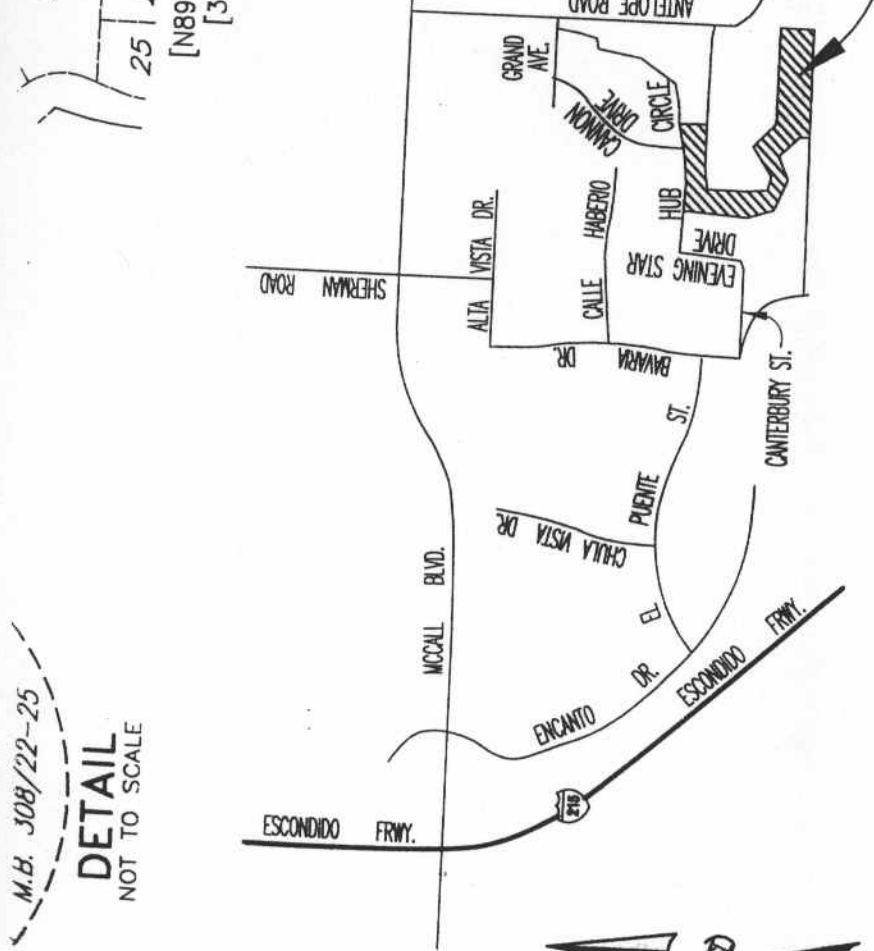 M.B. 308/22-25
DETAIL
NOT TO SCALE
25
[N89
[3
ANTELOPE ROAD
GRAND
AVE.
CANNON
DRIVE
CIRCLE
HUB
SHERMAN ROAD
ALTA VISTA DR.
CALLE HABERIO
EVENING STAR
DRIVE
BAVARIA DR.
CANTERBURY ST.
MCCALL BLVD.
CHULA VISTA DR.
EL PUENTE ST.
ENCANTO DR.
ESCONDIDO FRWY.
215
ESCONDIDO FRWY.